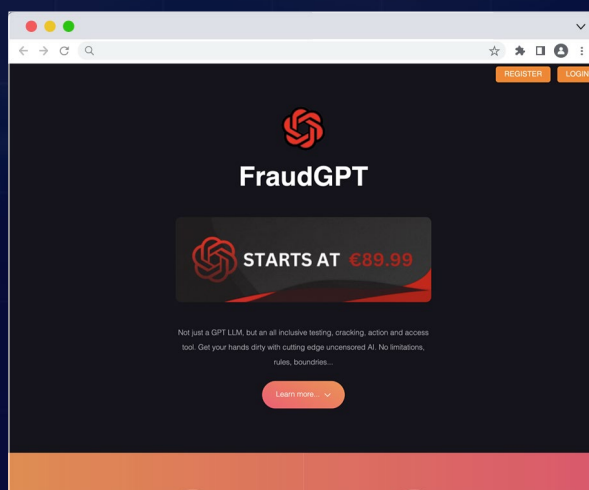 REGISTER LOGIN
FraudGPT
STARTS AT €89.99
Not just a GPT LLM, but an all inclusive testing, cracking, action and access
tool. Get your hands dirty with cutting edge uncensored AI. No limitations,
rules, boundries...
Learn more...